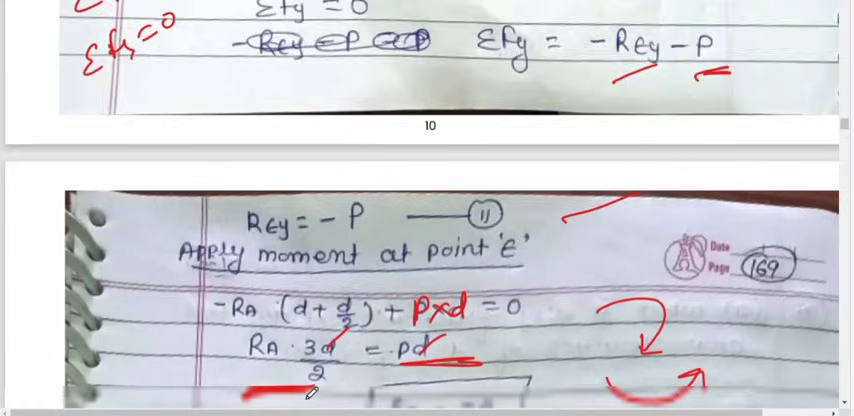 Σfy = 0
Σfy = 0
ΣFy = - REy - P
10
REy = - P —— (11)
Apply moment at point 'E'
Date
Page 169
-RA · (d + d/2) + P×d = 0
RA · 3d/2 = Pd